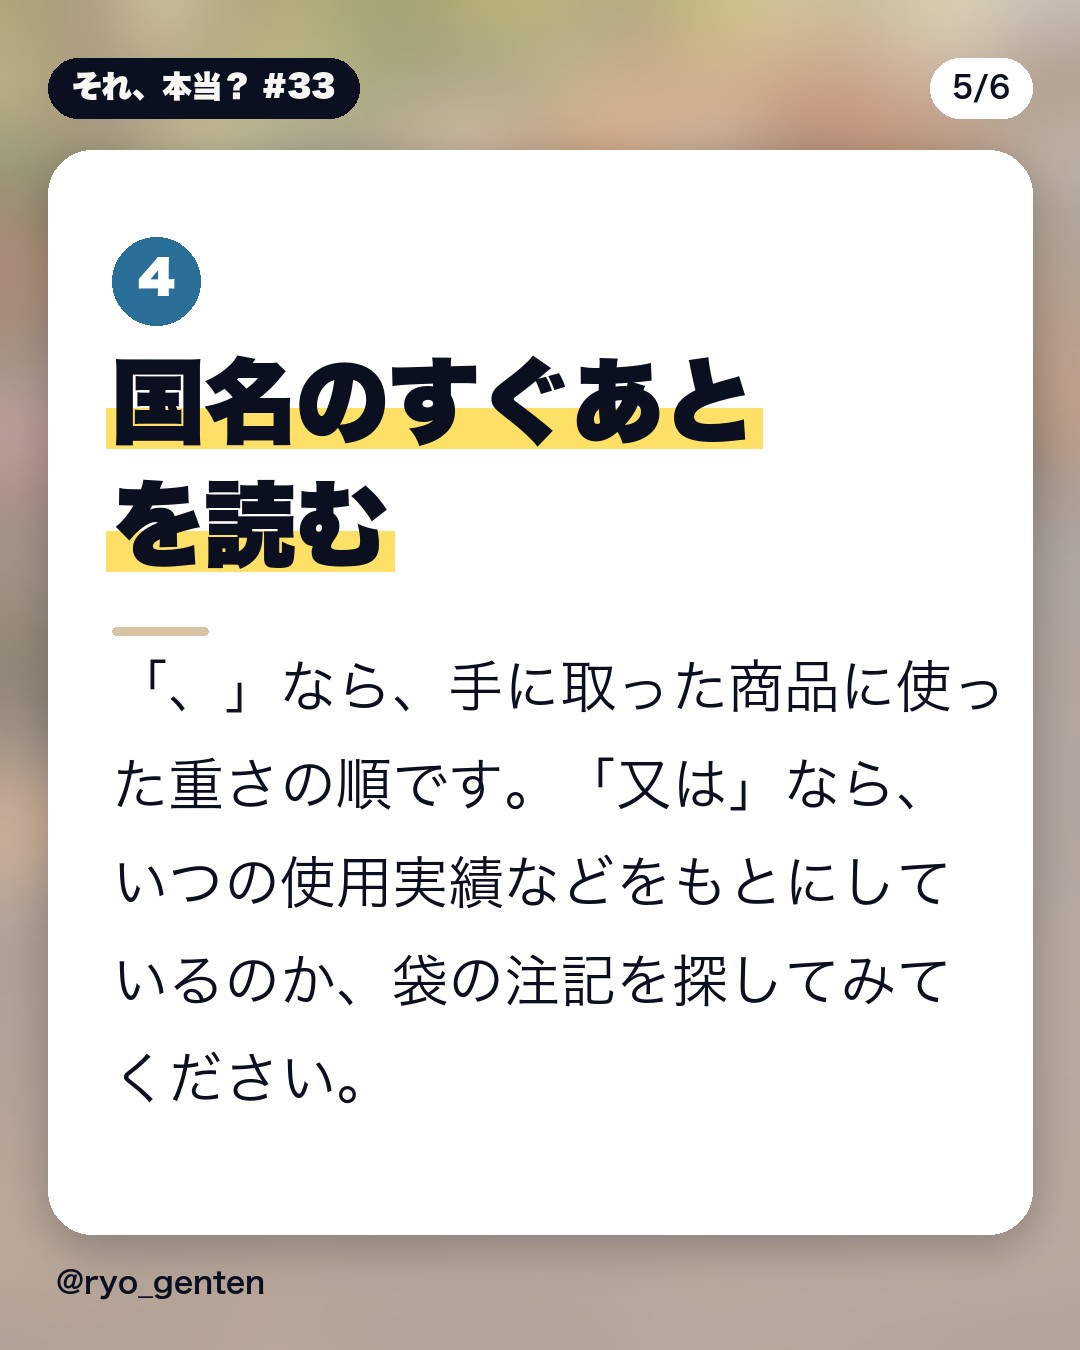 それ、本当？ #33
5/6
4
国名のすぐあと
を読む
「、」なら、手に取った商品に使っ
た重さの順です。「又は」なら、
いつの使用実績などをもとにして
いるのか、袋の注記を探してみて
ください。
@ryo_genten